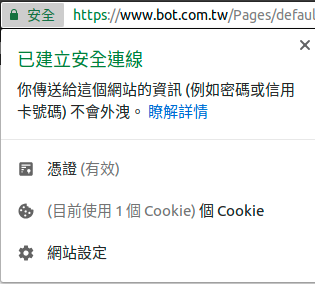 安全 https://www.bot.com.tw/Pages/defaul
已建立安全連線
你傳送給這個網站的資訊 (例如密碼或信用
卡號碼) 不會外洩。 瞭解詳情
憑證 (有效)
(目前使用 1 個 Cookie) 個 Cookie
網站設定